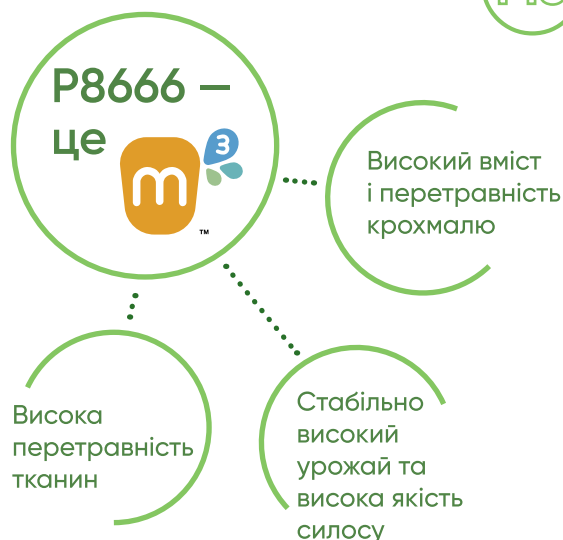 P8666 –
це
m
3
™
Високий вміст
і перетравність
крохмалю
Висока
перетравність
тканин
Стабільно
високий
урожай та
висока якість
силосу